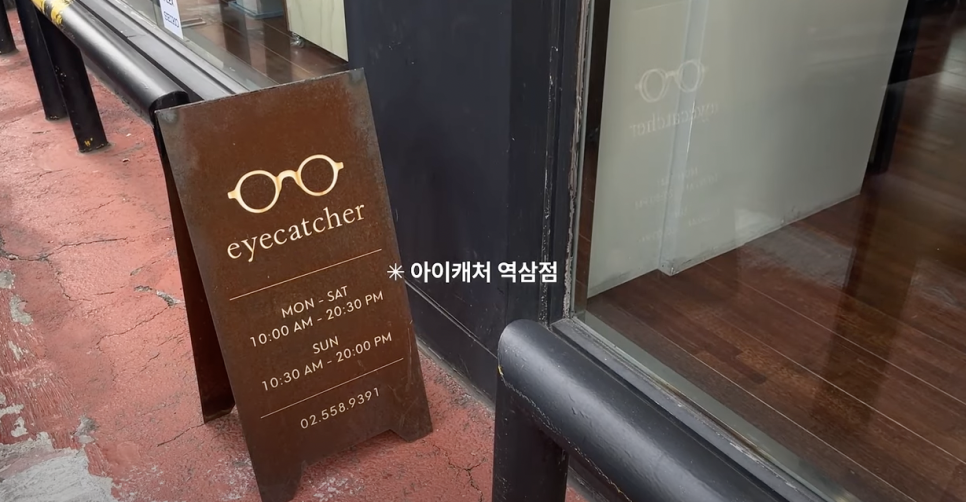 eyecatcher
MON - SAT
10:00 AM - 20:30 PM
SUN
10:30 AM - 20:00 PM
02.558.9391
✳ 아이캐처 역삼점